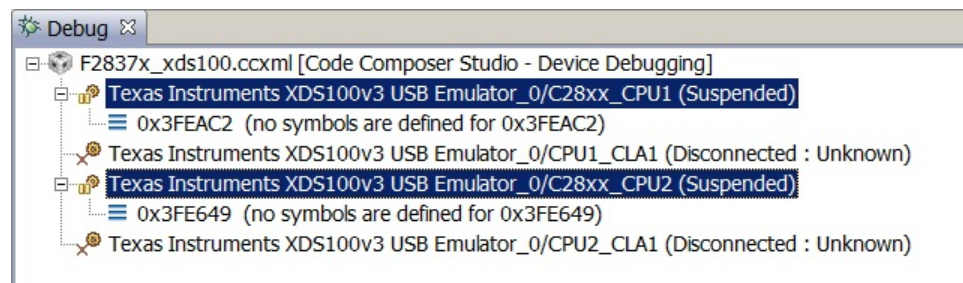 Debug
F2837x_xds100.ccxml [Code Composer Studio - Device Debugging]
Texas Instruments XDS100v3 USB Emulator_0/C28xx_CPU1 (Suspended)
0x3FEAC2 (no symbols are defined for 0x3FEAC2)
Texas Instruments XDS100v3 USB Emulator_0/CPU1_CLA1 (Disconnected : Unknown)
Texas Instruments XDS100v3 USB Emulator_0/C28xx_CPU2 (Suspended)
0x3FE649 (no symbols are defined for 0x3FE649)
Texas Instruments XDS100v3 USB Emulator_0/CPU2_CLA1 (Disconnected : Unknown)